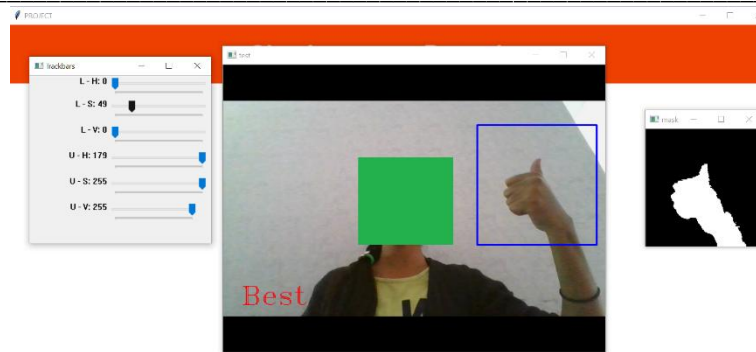 PROJECT
trackbars
L - H: 0
L - S: 49
L - V: 0
U - H: 179
U - S: 255
U - V: 255
test
Best
mask